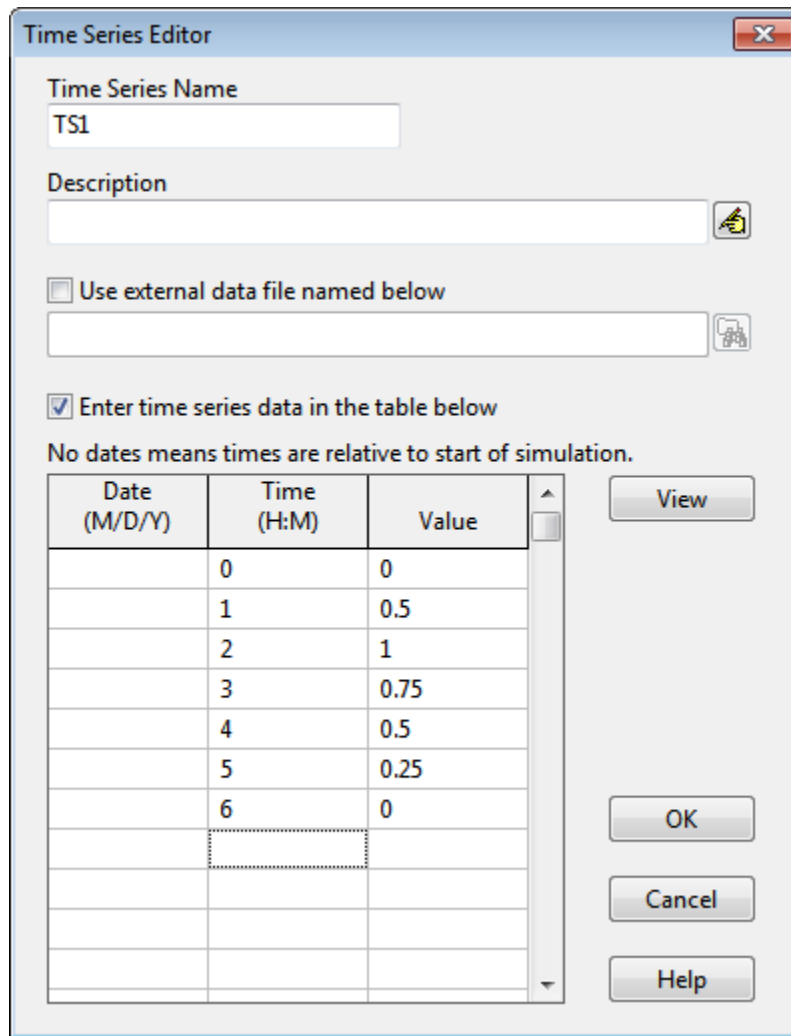 Time Series Editor
Time Series Name
TS1
Description
Use external data file named below
Enter time series data in the table below
No dates means times are relative to start of simulation.
Date Time
(M/D/Y) (H:M) Value
View
0 0
1 0.5
2 1
3 0.75
4 0.5
5 0.25
6 0
OK
Cancel
Help